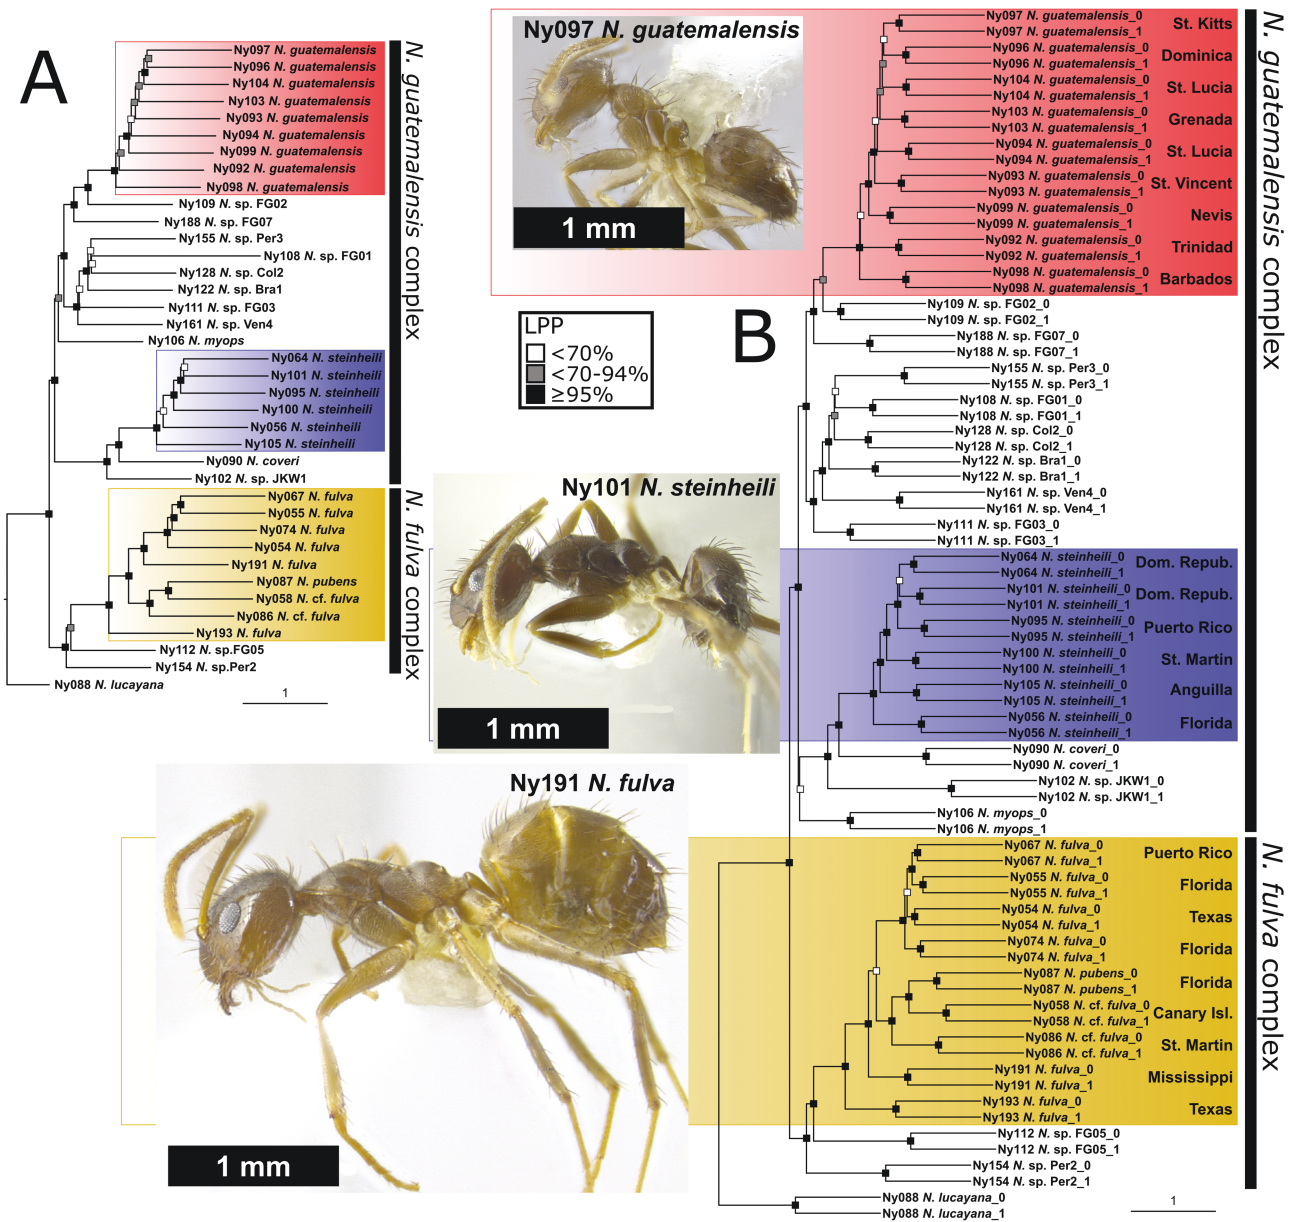 A
Ny097 N. guatemalensis
Ny096 N. guatemalensis
Ny104 N. guatemalensis
Ny103 N. guatemalensis
Ny093 N. guatemalensis
Ny094 N. guatemalensis
Ny099 N. guatemalensis
Ny092 N. guatemalensis
Ny098 N. guatemalensis
Ny109 N. sp. FG02
Ny188 N. sp. FG07
Ny155 N. sp. Per3
Ny108 N. sp. FG01
Ny128 N. sp. Col2
Ny122 N. sp. Bra1
Ny111 N. sp. FG03
Ny161 N. sp. Ven4
Ny106 N. myops
Ny064 N. steinheili
Ny101 N. steinheili
Ny095 N. steinheili
Ny100 N. steinheili
Ny056 N. steinheili
Ny105 N. steinheili
Ny090 N. coveri
Ny102 N. sp. JKW1
N. guatemalensis complex
Ny067 N. fulva
Ny055 N. fulva
Ny074 N. fulva
Ny054 N. fulva
Ny191 N. fulva
Ny087 N. pubens
Ny058 N. cf. fulva
Ny086 N. cf. fulva
Ny193 N. fulva
Ny112 N. sp.FG05
Ny154 N. sp.Per2
N. fulva complex
Ny088 N. lucayana
1
Ny097 N. guatemalensis
1 mm
LPP
<70%
<70-94%
≥95%
Ny101 N. steinheili
1 mm
Ny191 N. fulva
1 mm
B
Ny097 N. guatemalensis_0
Ny097 N. guatemalensis_1
St. Kitts
Ny096 N. guatemalensis_0
Ny096 N. guatemalensis_1
Dominica
Ny104 N. guatemalensis_0
Ny104 N. guatemalensis_1
St. Lucia
Ny103 N. guatemalensis_0
Ny103 N. guatemalensis_1
Grenada
Ny094 N. guatemalensis_0
Ny094 N. guatemalensis_1
St. Lucia
Ny093 N. guatemalensis_0
Ny093 N. guatemalensis_1
St. Vincent
Ny099 N. guatemalensis_0
Ny099 N. guatemalensis_1
Nevis
Ny092 N. guatemalensis_0
Ny092 N. guatemalensis_1
Trinidad
Ny098 N. guatemalensis_0
Ny098 N. guatemalensis_1
Barbados
Ny109 N. sp. FG02_0
Ny109 N. sp. FG02_1
Ny188 N. sp. FG07_0
Ny188 N. sp. FG07_1
Ny155 N. sp. Per3_0
Ny155 N. sp. Per3_1
Ny108 N. sp. FG01_0
Ny108 N. sp. FG01_1
Ny128 N. sp. Col2_0
Ny128 N. sp. Col2_1
Ny122 N. sp. Bra1_0
Ny122 N. sp. Bra1_1
Ny161 N. sp. Ven4_0
Ny161 N. sp. Ven4_1
Ny111 N. sp. FG03_0
Ny111 N. sp. FG03_1
Ny064 N. steinheili_0
Ny064 N. steinheili_1
Dom. Repub.
Ny101 N. steinheili_0
Ny101 N. steinheili_1
Dom. Repub.
Ny095 N. steinheili_0
Ny095 N. steinheili_1
Puerto Rico
Ny100 N. steinheili_0
Ny100 N. steinheili_1
St. Martin
Ny105 N. steinheili_0
Ny105 N. steinheili_1
Anguilla
Ny056 N. steinheili_0
Ny056 N. steinheili_1
Florida
Ny090 N. coveri_0
Ny090 N. coveri_1
Ny102 N. sp. JKW1_0
Ny102 N. sp. JKW1_1
Ny106 N. myops_0
Ny106 N. myops_1
N. guatemalensis complex
Ny067 N. fulva_0
Ny067 N. fulva_1
Puerto Rico
Ny055 N. fulva_0
Ny055 N. fulva_1
Florida
Ny054 N. fulva_0
Ny054 N. fulva_1
Texas
Ny074 N. fulva_0
Ny074 N. fulva_1
Florida
Ny087 N. pubens_0
Ny087 N. pubens_1
Florida
Ny058 N. cf. fulva_0
Ny058 N. cf. fulva_1
Canary Isl.
Ny086 N. cf. fulva_0
Ny086 N. cf. fulva_1
St. Martin
Ny191 N. fulva_0
Ny191 N. fulva_1
Mississippi
Ny193 N. fulva_0
Ny193 N. fulva_1
Texas
Ny112 N. sp. FG05_0
Ny112 N. sp. FG05_1
Ny154 N. sp. Per2_0
Ny154 N. sp. Per2_1
N. fulva complex
Ny088 N. lucayana_0
Ny088 N. lucayana_1
1